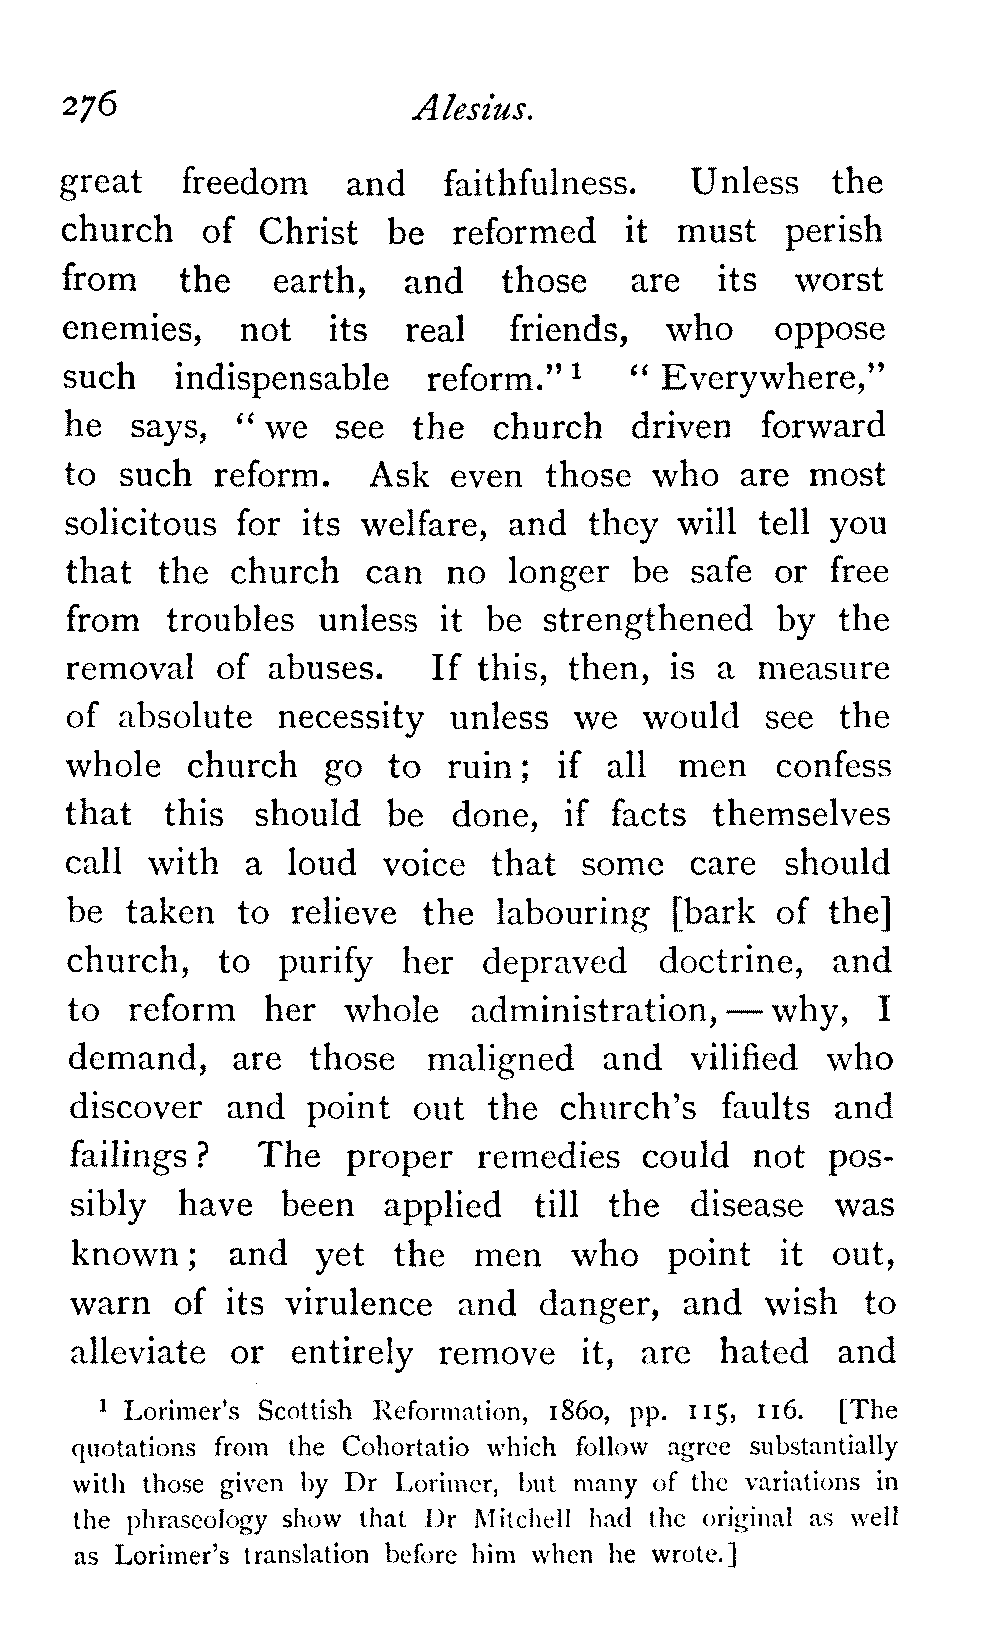 276 Alesius.
great freedom and faithfulness. Unless the
church of Christ be reformed it must perish
from the earth, and those are its worst
enemies, not its real friends, who oppose
such indispensable reform." ¹ " Everywhere,"
he says, " we see the church driven forward
to such reform. Ask even those who are most
solicitous for its welfare, and they will tell you
that the church can no longer be safe or free
from troubles unless it be strengthened by the
removal of abuses. If this, then, is a measure
of absolute necessity unless we would see the
whole church go to ruin ; if all men confess
that this should be done, if facts themselves
call with a loud voice that some care should
be taken to relieve the labouring [bark of the]
church, to purify her depraved doctrine, and
to reform her whole administration, — why, I
demand, are those maligned and vilified who
discover and point out the church's faults and
failings ? The proper remedies could not pos-
sibly have been applied till the disease was
known ; and yet the men who point it out,
warn of its virulence and danger, and wish to
alleviate or entirely remove it, are hated and
¹ Lorimer's Scottish Reformation, 1860, pp. 115, 116. [The
quotations from the Cohortatio which follow agree substantially
with those given by Dr Lorimer, but many of the variations in
the phraseology show that Dr Mitchell had the original as well
as Lorimer's translation before him when he wrote.]